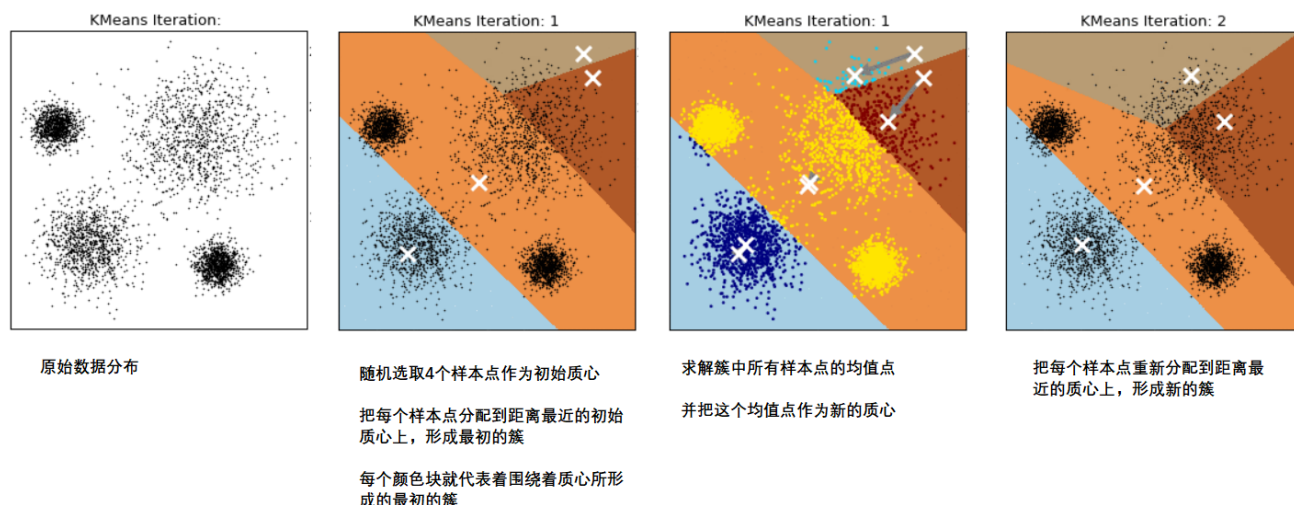 KMeans Iteration:
KMeans Iteration: 1
KMeans Iteration: 1
KMeans Iteration: 2
原始数据分布
随机选取4个样本点作为初始质心
把每个样本点分配到距离最近的初始
质心上，形成最初的簇
每个颜色块就代表着围绕着质心所形
成的最初的簇
求解簇中所有样本点的均值点
并把这个均值点作为新的质心
把每个样本点重新分配到距离最
近的质心上，形成新的簇